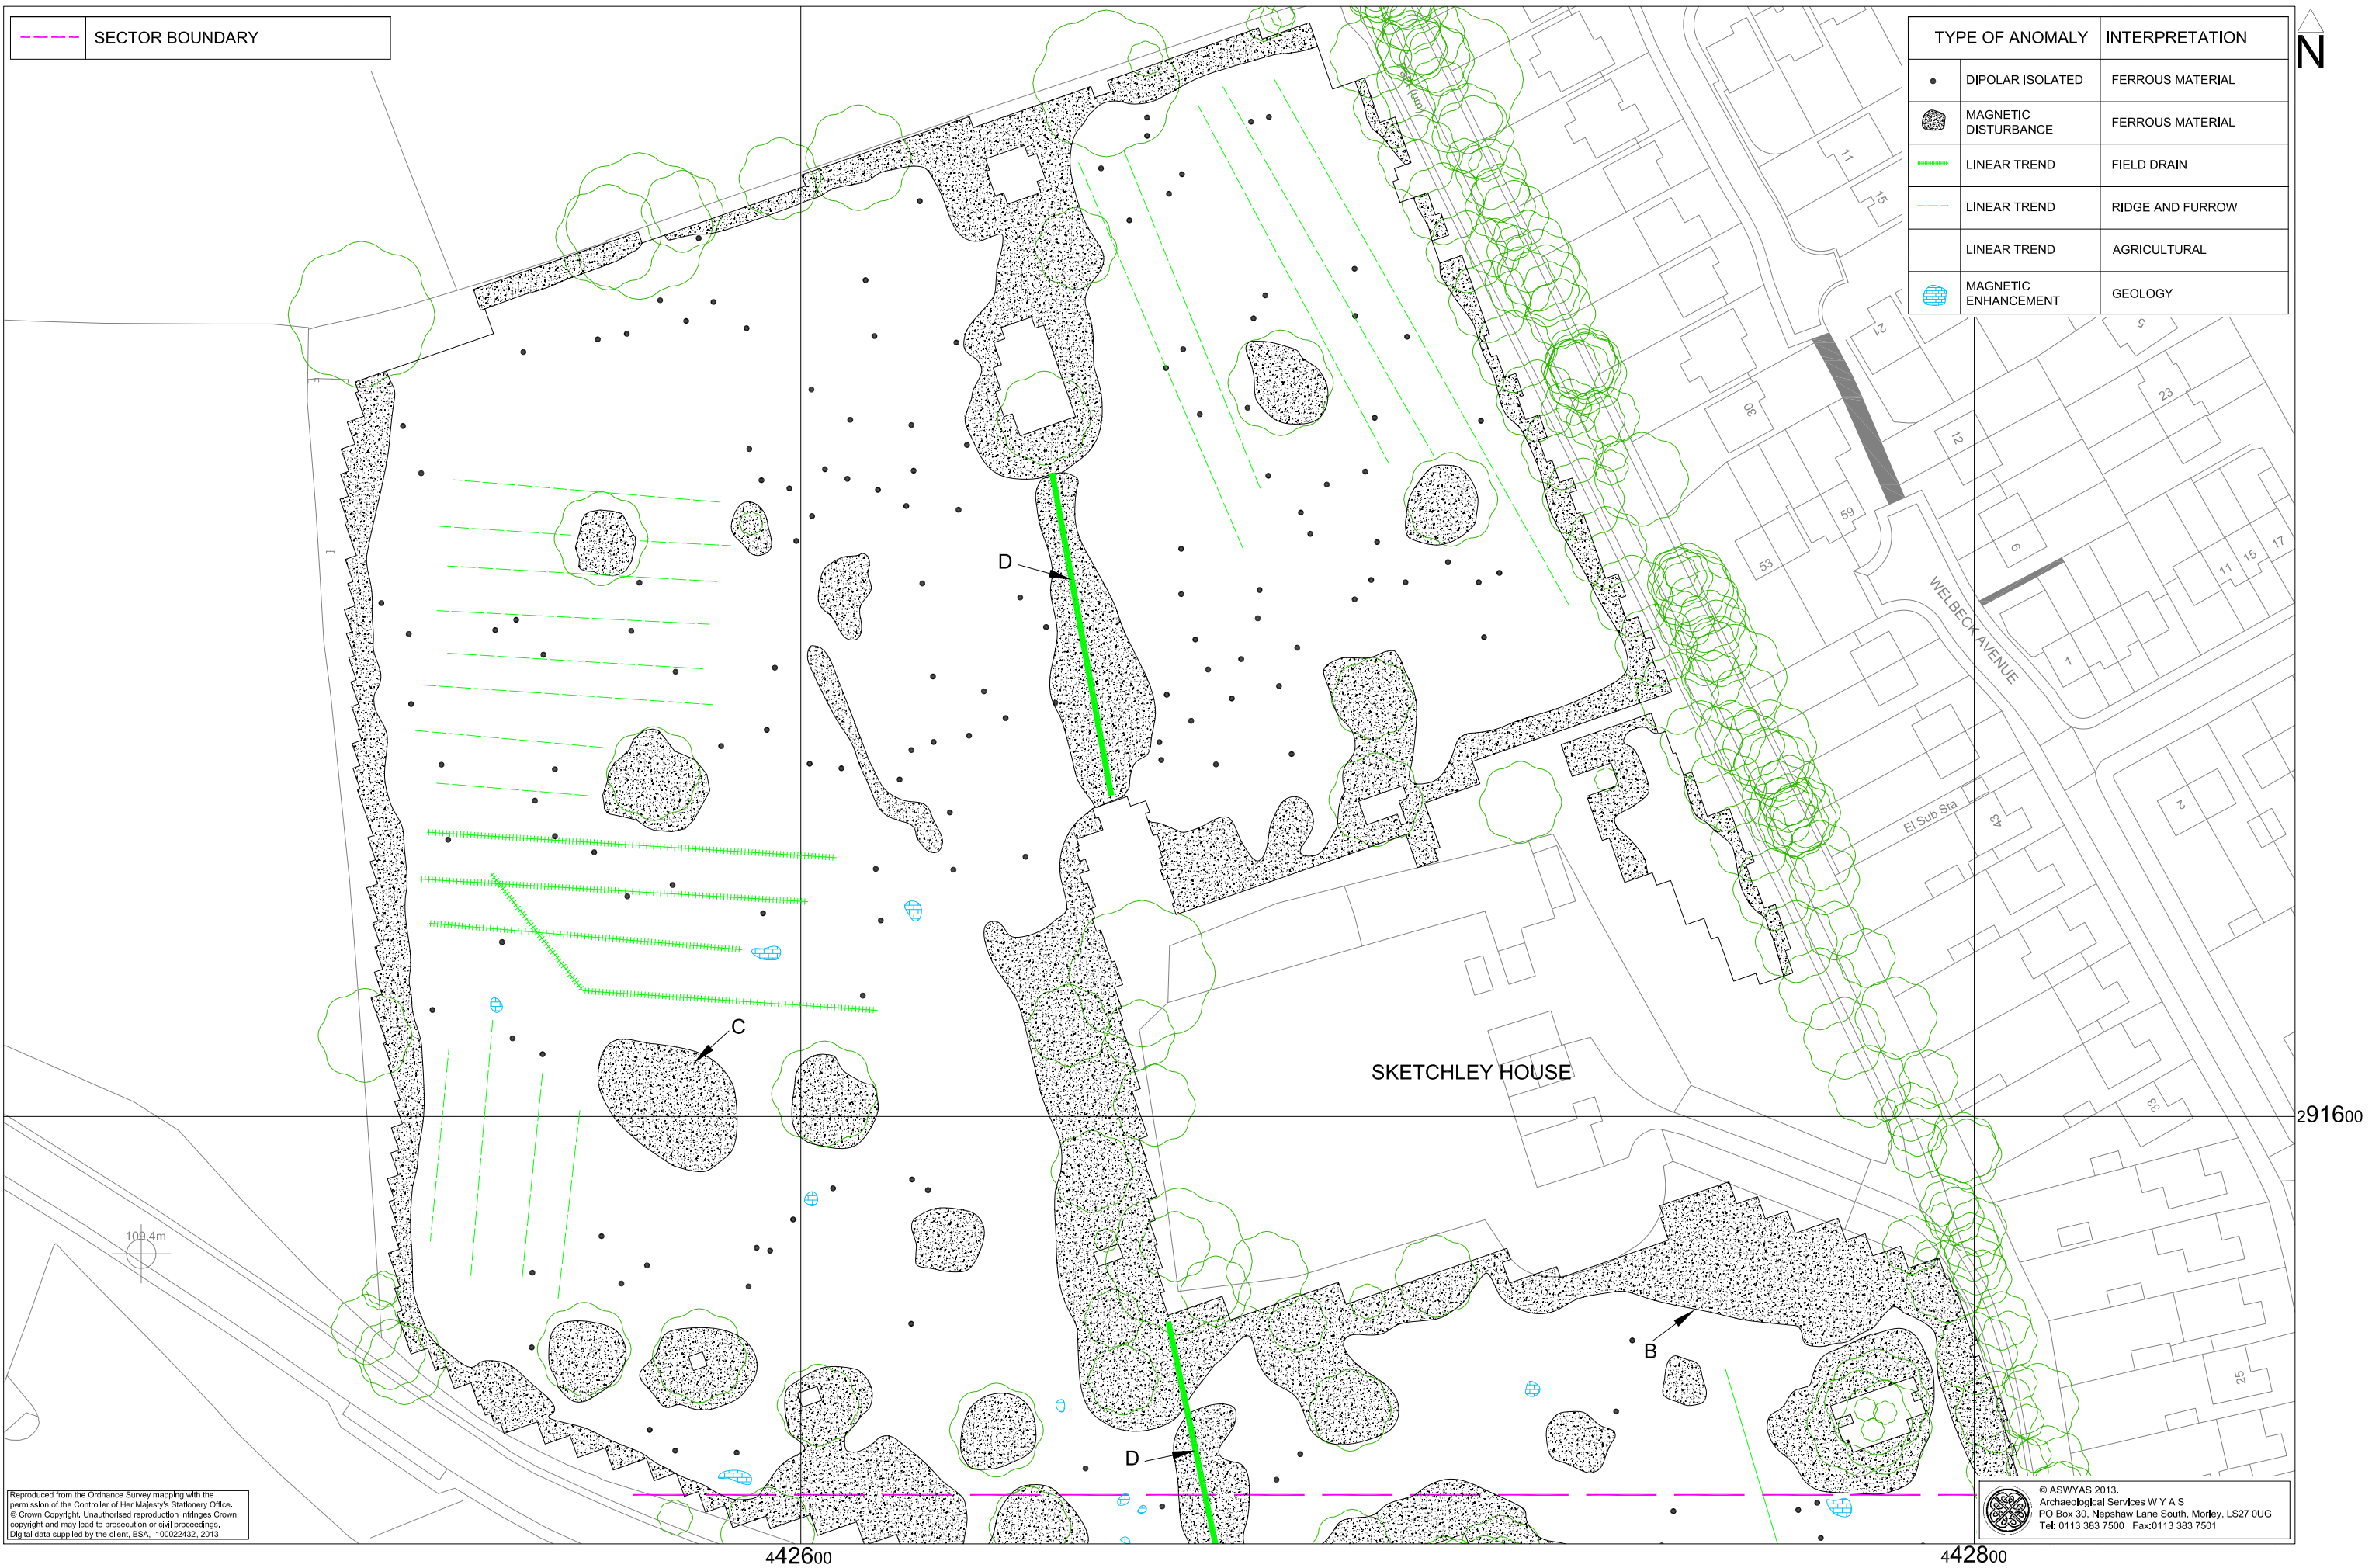 SECTOR BOUNDARY
TYPE OF ANOMALY INTERPRETATION
DIPOLAR ISOLATED FERROUS MATERIAL
MAGNETIC DISTURBANCE FERROUS MATERIAL
LINEAR TREND FIELD DRAIN
LINEAR TREND RIDGE AND FURROW
LINEAR TREND AGRICULTURAL
MAGNETIC ENHANCEMENT GEOLOGY
N
11
15
21
5
23
30
12
59
53
6
11
15
17
WELBECK AVENUE
1
2
El Sub Sta
43
D
C
SKETCHLEY HOUSE
33
291600
109.4m
B
25
D
Reproduced from the Ordnance Survey mapping with the
permission of the Controller of Her Majesty's Stationery Office.
© Crown Copyright. Unauthorised reproduction infringes Crown
copyright and may lead to prosecution or civil proceedings.
Digital data supplied by the client, BSA, 100022432, 2013.
© ASWYAS 2013.
Archaeological Services W Y A S
PO Box 30, Nepshaw Lane South, Morley, LS27 0UG
Tel: 0113 383 7500 Fax:0113 383 7501
442600
442800